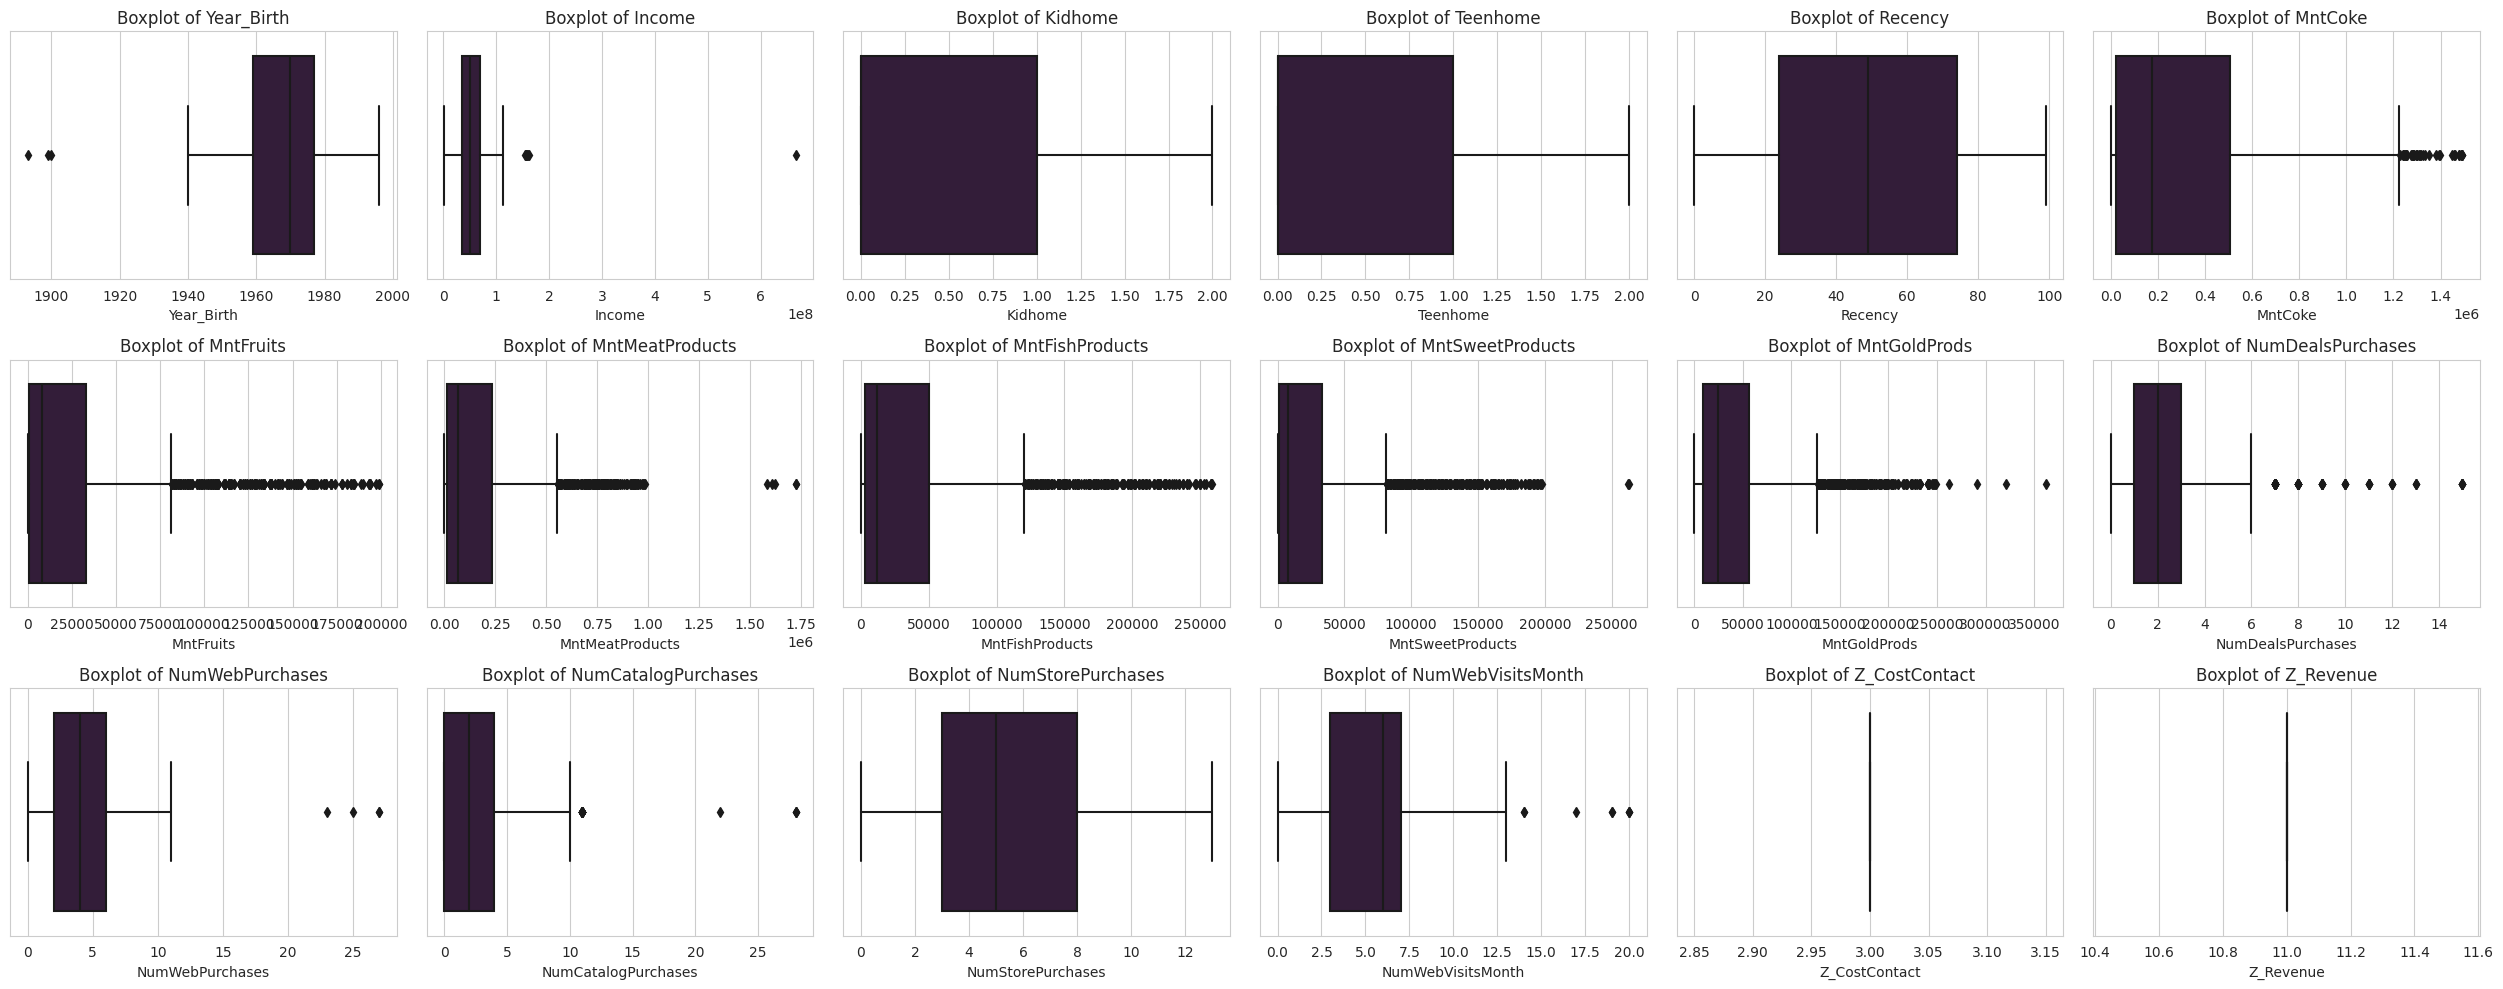 Boxplot of Year_Birth Boxplot of Income Boxplot of Kidhome Boxplot of Teenhome Boxplot of Recency Boxplot of MntCoke
1900 1920 1940 1960 1980 2000 0 1 2 3 4 5 6 0.00 0.25 0.50 0.75 1.00 1.25 1.50 1.75 2.00 0.00 0.25 0.50 0.75 1.00 1.25 1.50 1.75 2.00 0 20 40 60 80 100 0.0 0.2 0.4 0.6 0.8 1.0 1.2 1.4
Year_Birth Income 1e8 Kidhome Teenhome Recency MntCoke 1e6
Boxplot of MntFruits Boxplot of MntMeatProducts Boxplot of MntFishProducts Boxplot of MntSweetProducts Boxplot of MntGoldProds Boxplot of NumDealsPurchases
0 25000 50000 75000 100000 125000 150000 175000 200000 0.00 0.25 0.50 0.75 1.00 1.25 1.50 1.75 0 50000 100000 150000 200000 250000 0 50000 100000 150000 200000 250000 0 50000 100000 150000 200000 250000 300000 350000 0 2 4 6 8 10 12 14
MntFruits MntMeatProducts 1e6 MntFishProducts MntSweetProducts MntGoldProds NumDealsPurchases
Boxplot of NumWebPurchases Boxplot of NumCatalogPurchases Boxplot of NumStorePurchases Boxplot of NumWebVisitsMonth Boxplot of Z_CostContact Boxplot of Z_Revenue
0 5 10 15 20 25 0 5 10 15 20 25 0 2 4 6 8 10 12 0.0 2.5 5.0 7.5 10.0 12.5 15.0 17.5 20.0 2.85 2.90 2.95 3.00 3.05 3.10 3.15 10.4 10.6 10.8 11.0 11.2 11.4 11.6
NumWebPurchases NumCatalogPurchases NumStorePurchases NumWebVisitsMonth Z_CostContact Z_Revenue